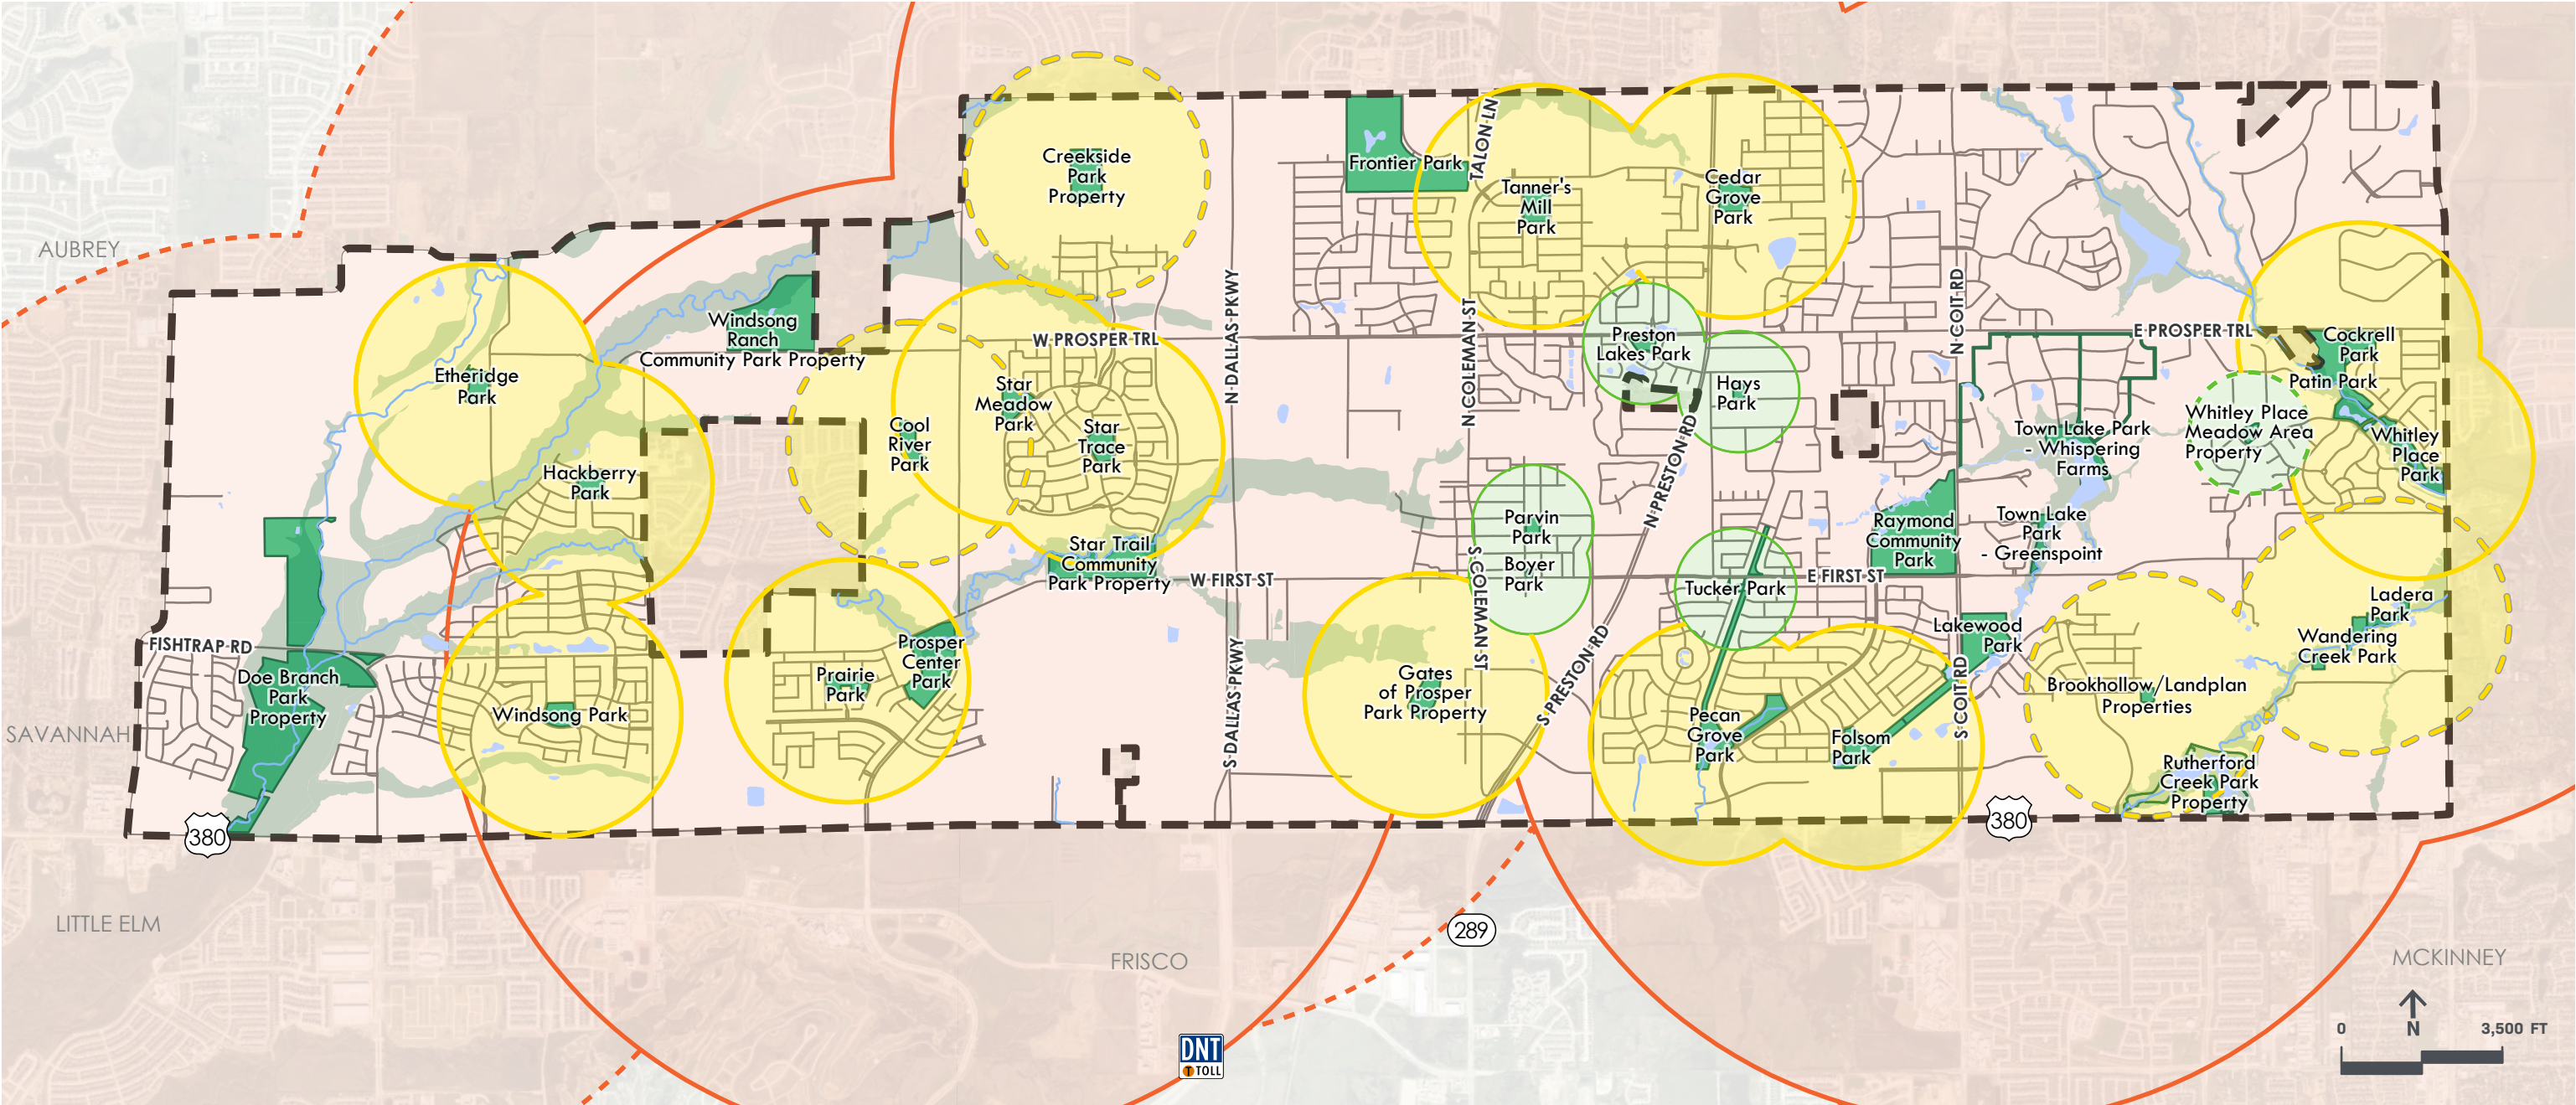 AUBREY
SAVANNAH
LITTLE ELM
FRISCO
MCKINNEY
Creekside
Park
Property
Frontier Park
TALON LN
Tanner's
Mill
Park
Cedar
Grove
Park
Windsong
Ranch
Community Park Property
Etheridge
Park
Hackberry
Park
W PROSPER TRL
N DALLAS PKWY
N COLEMAN ST
N COIT RD
E PROSPER TRL
Cockrell
Park
Patin Park
Preston
Lakes Park
Hays
Park
Star
Meadow
Park
Cool
River
Park
Star
Trace
Park
Whitley Place
Meadow Area
Property
Whitley
Place
Park
Town Lake Park
- Whispering
Farms
N PRESTON RD
Parvin
Park
Boyer
Park
Raymond
Community
Park
Town Lake
Park
- Greenspoint
Star Trail
Community
Park Property
W FIRST ST
S COLEMAN ST
Tucker Park
E FIRST ST
Ladera
Park
Wandering
Creek Park
Lakewood
Park
FISHTRAP RD
Doe Branch
Park
Property
Windsong Park
Prairie
Park
Prosper
Center
Park
S DALLAS PKWY
Gates
of Prosper
Park Property
S PRESTON RD
Pecan
Grove
Park
Folsom
Park
S COIT RD
Brookhollow/Landplan
Properties
Rutherford
Creek Park
Property
380
380
289
DNT
T TOLL
N
0
3,500 FT